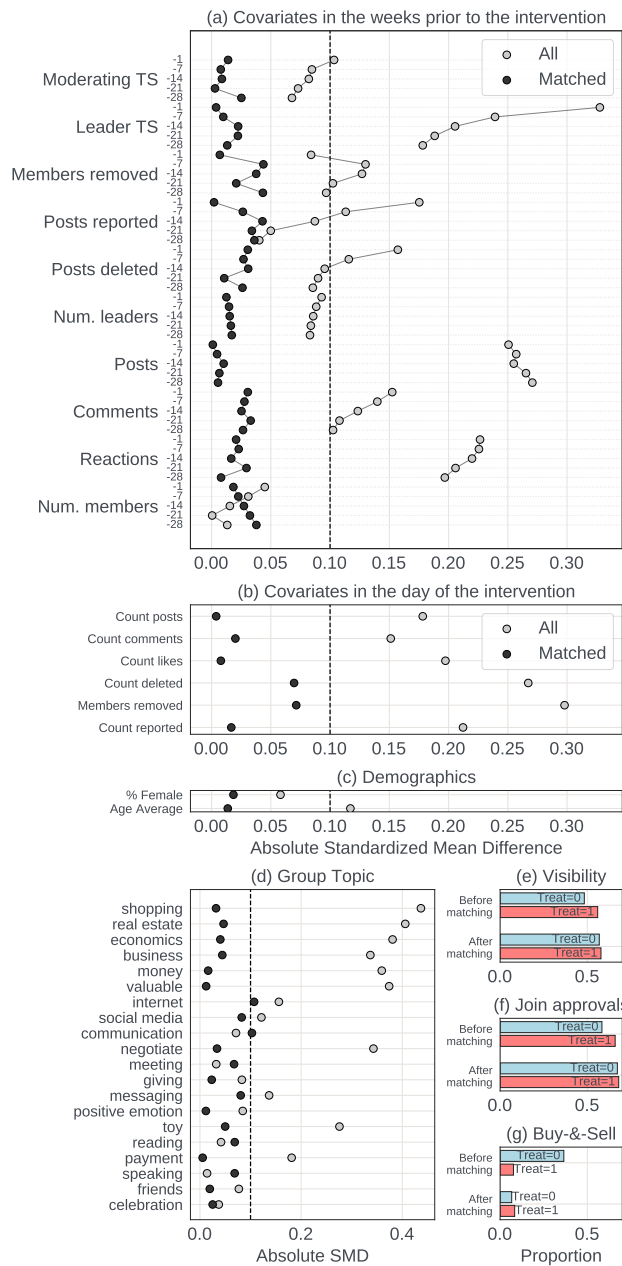 (a) Covariates in the weeks prior to the intervention
All
Matched
Moderating TS
-1
-7
-14
-21
-28
Leader TS
-1
-7
-14
-21
-28
Members removed
-1
-7
-14
-21
-28
Posts reported
-1
-7
-14
-21
-28
Posts deleted
-1
-7
-14
-21
-28
Num. leaders
-1
-7
-14
-21
-28
Posts
-1
-7
-14
-21
-28
Comments
-1
-7
-14
-21
-28
Reactions
-1
-7
-14
-21
-28
Num. members
-1
-7
-14
-21
-28
0.00 0.05 0.10 0.15 0.20 0.25 0.30
(b) Covariates in the day of the intervention
All
Matched
Count posts
Count comments
Count likes
Count deleted
Members removed
Count reported
0.00 0.05 0.10 0.15 0.20 0.25 0.30
(c) Demographics
% Female
Age Average
0.00 0.05 0.10 0.15 0.20 0.25 0.30
Absolute Standardized Mean Difference
(d) Group Topic
shopping
real estate
economics
business
money
valuable
internet
social media
communication
negotiate
meeting
giving
messaging
positive emotion
toy
reading
payment
speaking
friends
celebration
0.0 0.2 0.4
Absolute SMD
(e) Visibility
Before
matching
Treat=0
Treat=1
After
matching
Treat=0
Treat=1
0.0 0.5
(f) Join approvals
Before
matching
Treat=0
Treat=1
After
matching
Treat=0
Treat=1
0.0 0.5
(g) Buy-&-Sell
Before
matching
Treat=0
Treat=1
After
matching
Treat=0
Treat=1
0.0 0.5
Proportion